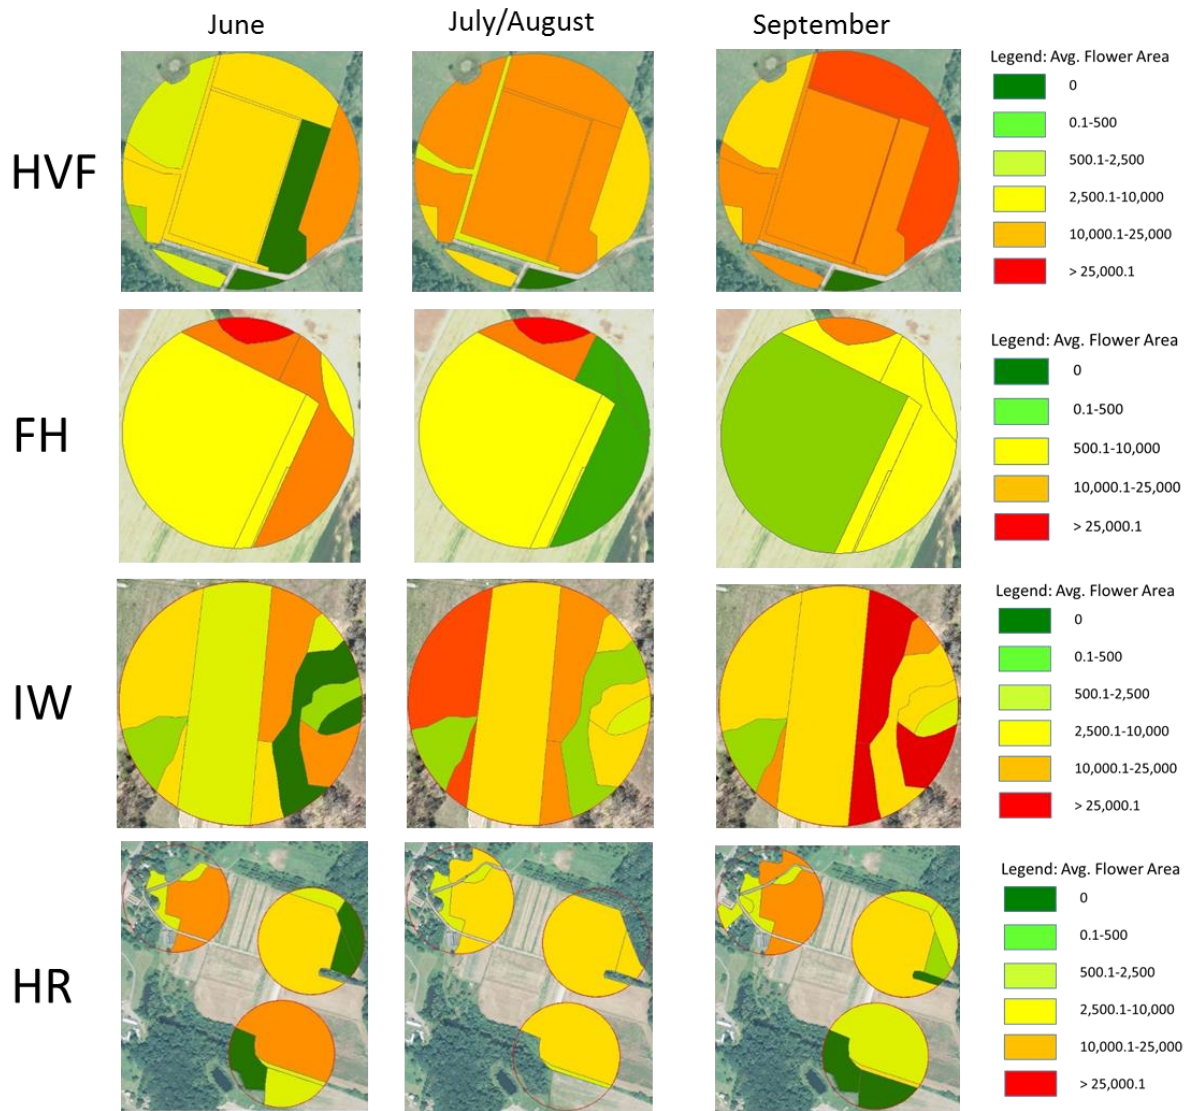 June
July/August
September
HVF
Legend: Avg. Flower Area
0
0.1-500
500.1-2,500
2,500.1-10,000
10,000.1-25,000
> 25,000.1
FH
Legend: Avg. Flower Area
0
0.1-500
500.1-10,000
10,000.1-25,000
> 25,000.1
IW
Legend: Avg. Flower Area
0
0.1-500
500.1-2,500
2,500.1-10,000
10,000.1-25,000
> 25,000.1
HR
Legend: Avg. Flower Area
0
0.1-500
500.1-2,500
2,500.1-10,000
10,000.1-25,000
> 25,000.1